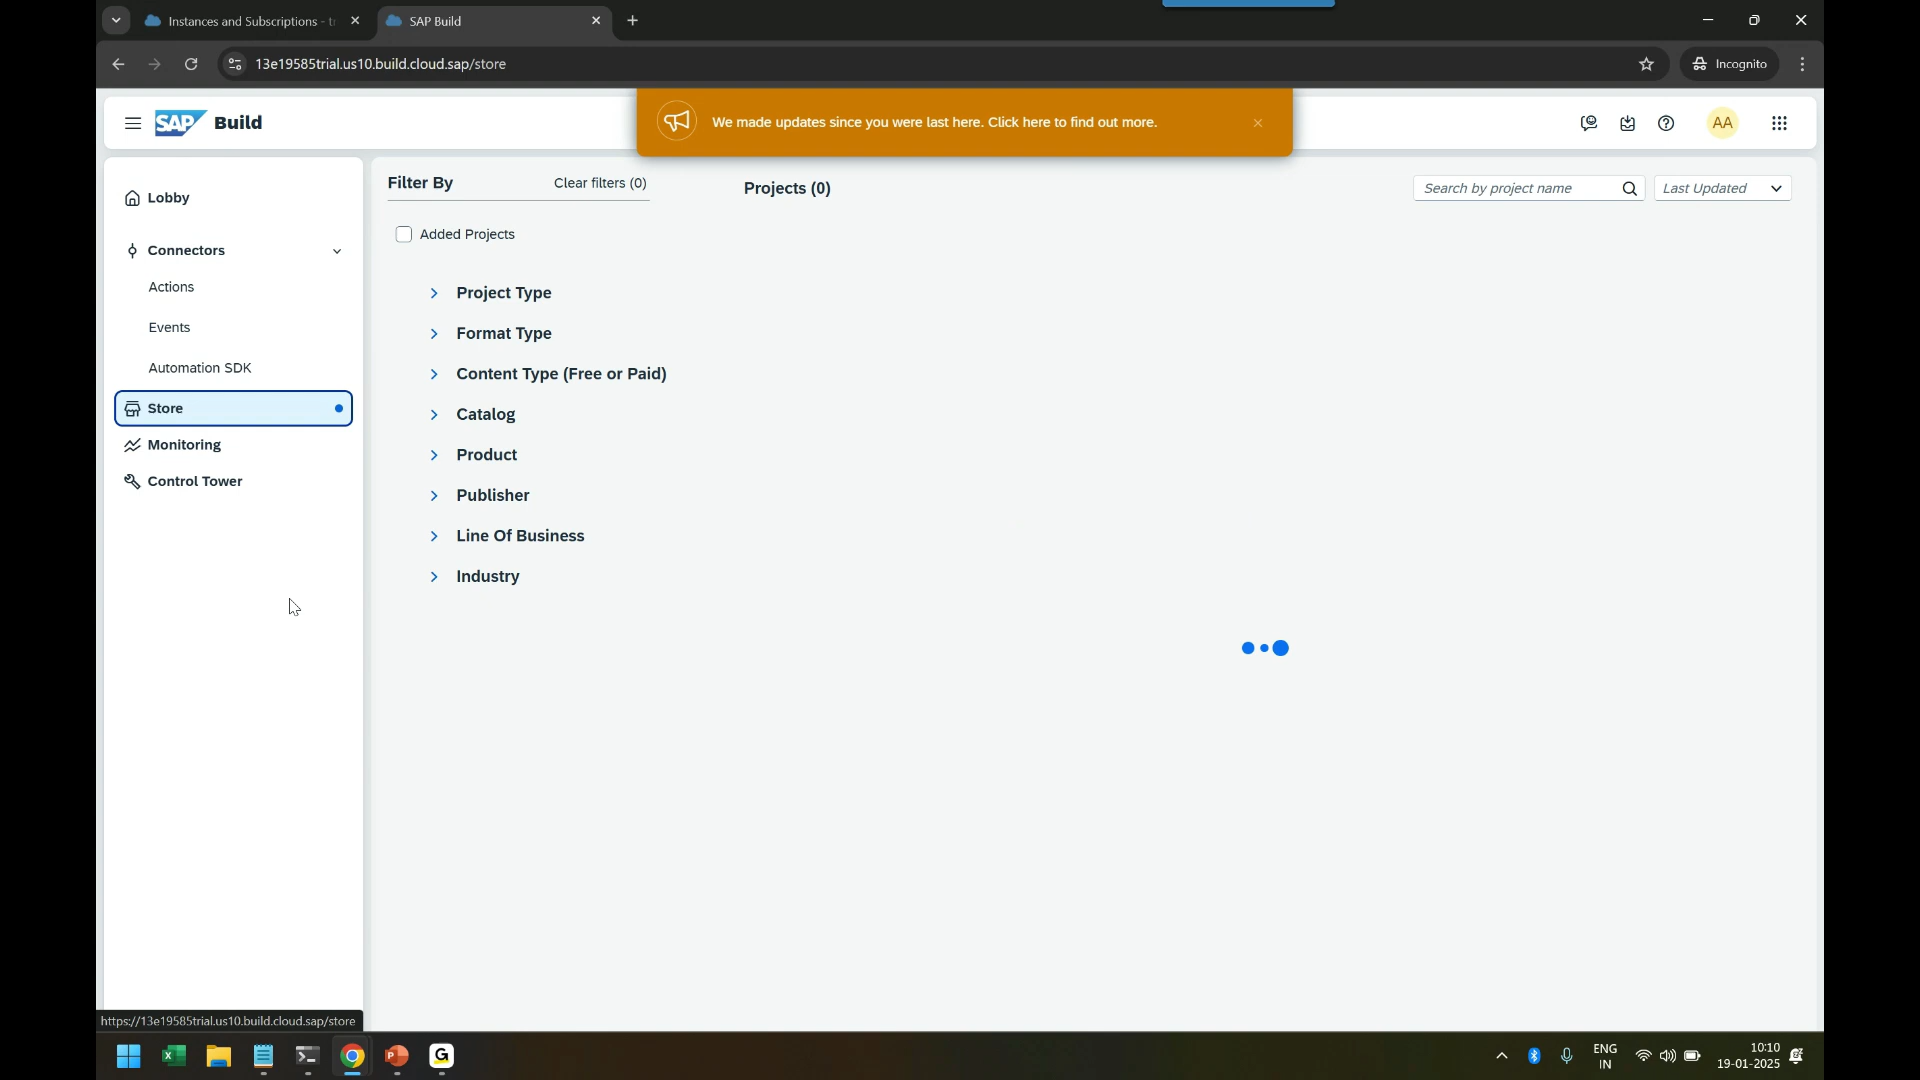 Instances and Subscriptions - tr
SAP Build
13e19585trial.us10.build.cloud.sap/store
Incognito
SAP Build
We made updates since you were last here. Click here to find out more.
AA
Lobby
Connectors
Actions
Events
Automation SDK
Store
Monitoring
Control Tower
Filter By
Clear filters (0)
Added Projects
Project Type
Format Type
Content Type (Free or Paid)
Catalog
Product
Publisher
Line Of Business
Industry
Projects (0)
Search by project name
Last Updated
https://13e19585trial.us10.build.cloud.sap/store
ENG
IN
10:10
19-01-2025